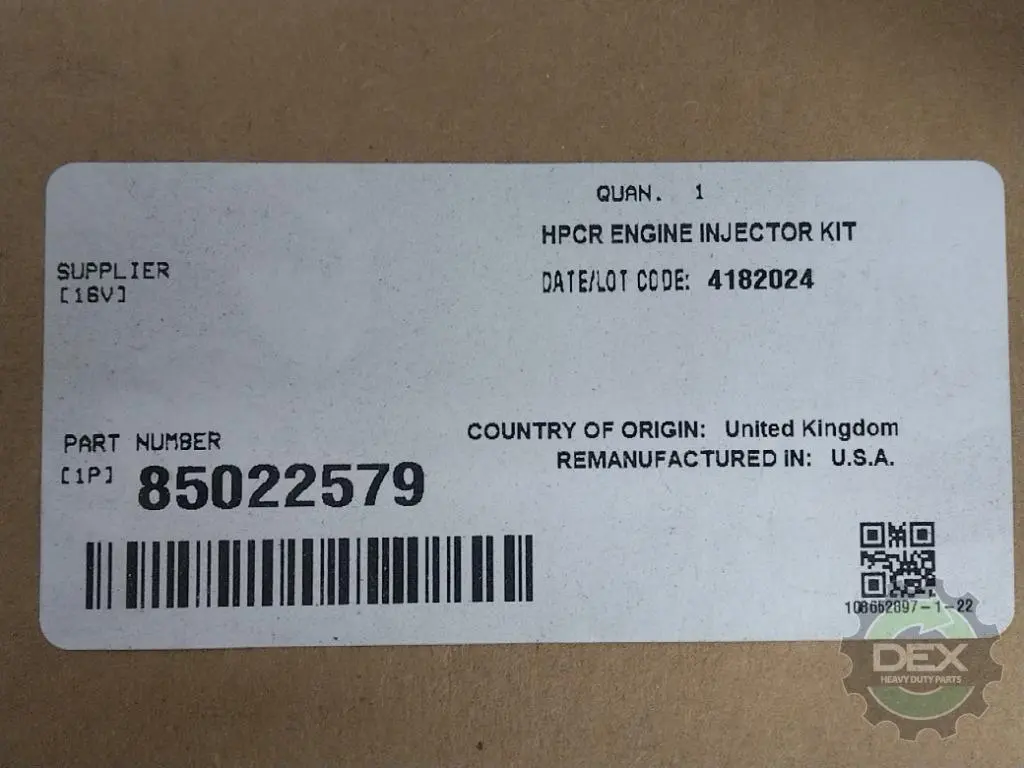 QUAN. 1
HPCR ENGINE INJECTOR KIT
SUPPLIER
[16V]
DATE/LOT CODE: 4182024
PART NUMBER
[1P] 85022579
COUNTRY OF ORIGIN: United Kingdom
REMANUFACTURED IN: U.S.A.
108652897-1-22
DEX
HEAVY DUTY PARTS